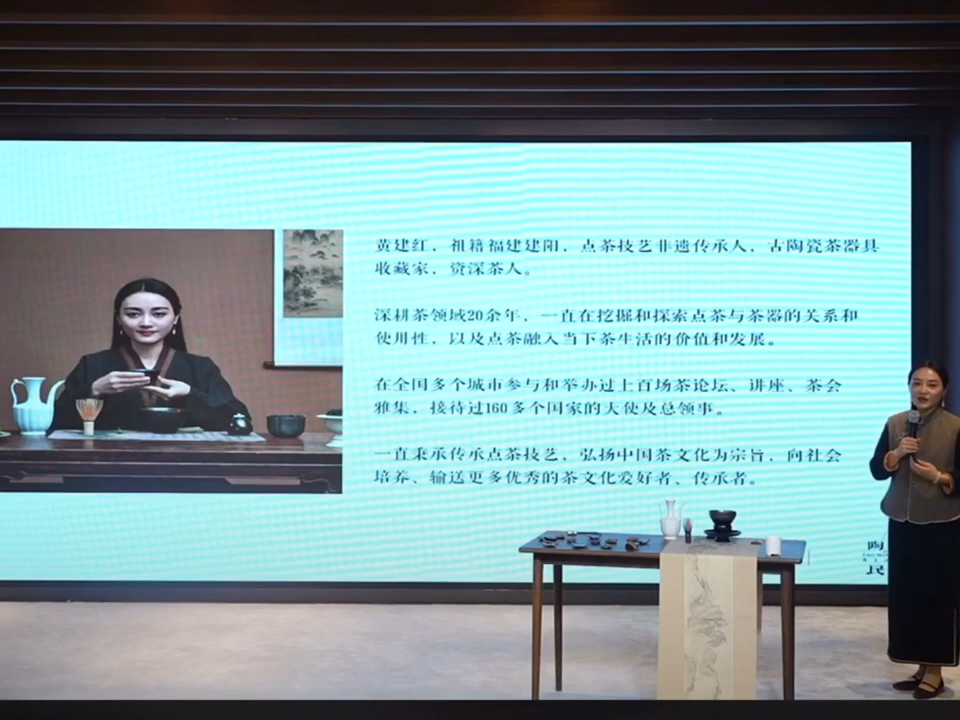 黄建红，祖籍福建建阳，点茶技艺非遗传承人，古陶瓷茶器具
收藏家，资深茶人。
深耕茶领域20余年，一直在挖掘和探索点茶与茶器的关系和
使用性，以及点茶融入当下茶生活的价值和发展。
在全国多个城市参与和举办过上百场茶论坛、讲座、茶会
雅集，接待过160多个国家的大使及总领事。
一直秉承传承点茶技艺，弘扬中国茶文化为宗旨，向社会
培养、输送更多优秀的茶文化爱好者、传承者。
陶
民